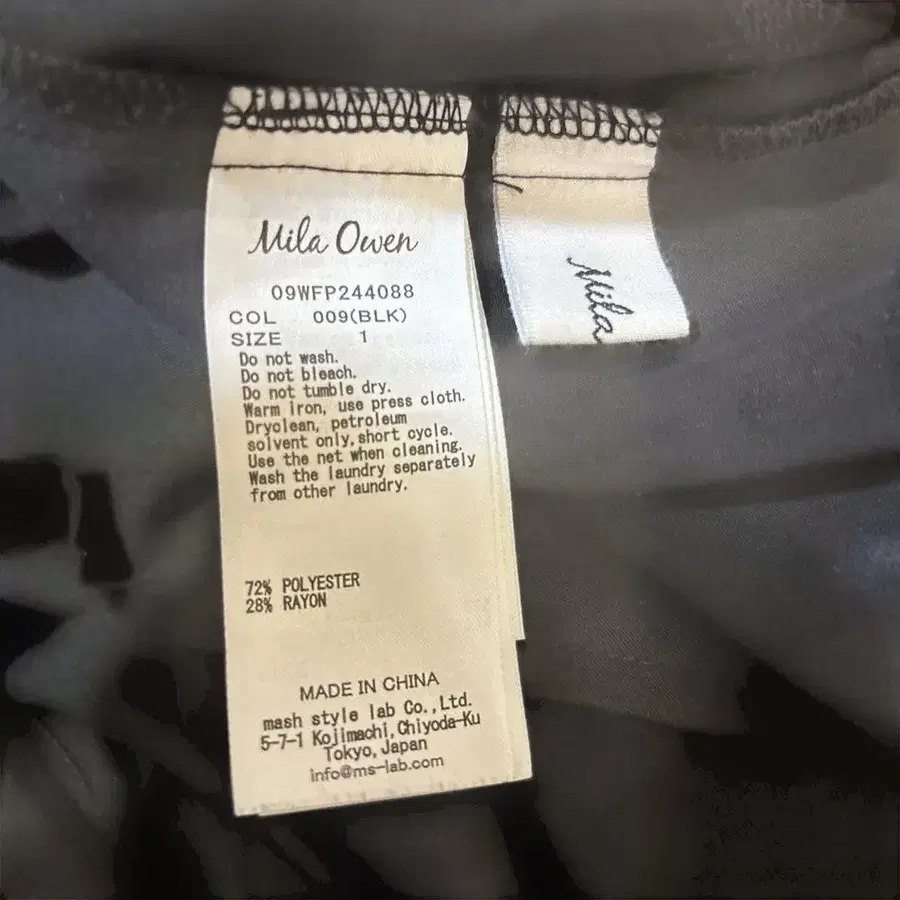 Mila Owen
09WFP244088
COL 009(BLK)
SIZE 1
Do not wash.
Do not bleach.
Do not tumble dry.
Warm iron, use press cloth.
Dryclean, petroleum
solvent only, short cycle.
Use the net when cleaning.
Wash the laundry separately
from other laundry.
72% POLYESTER
28% RAYON
MADE IN CHINA
mash style lab Co., Ltd.
5-7-1 Kojimachi, Chiyoda-Ku
Tokyo, Japan
info@ms-lab.com
Mila